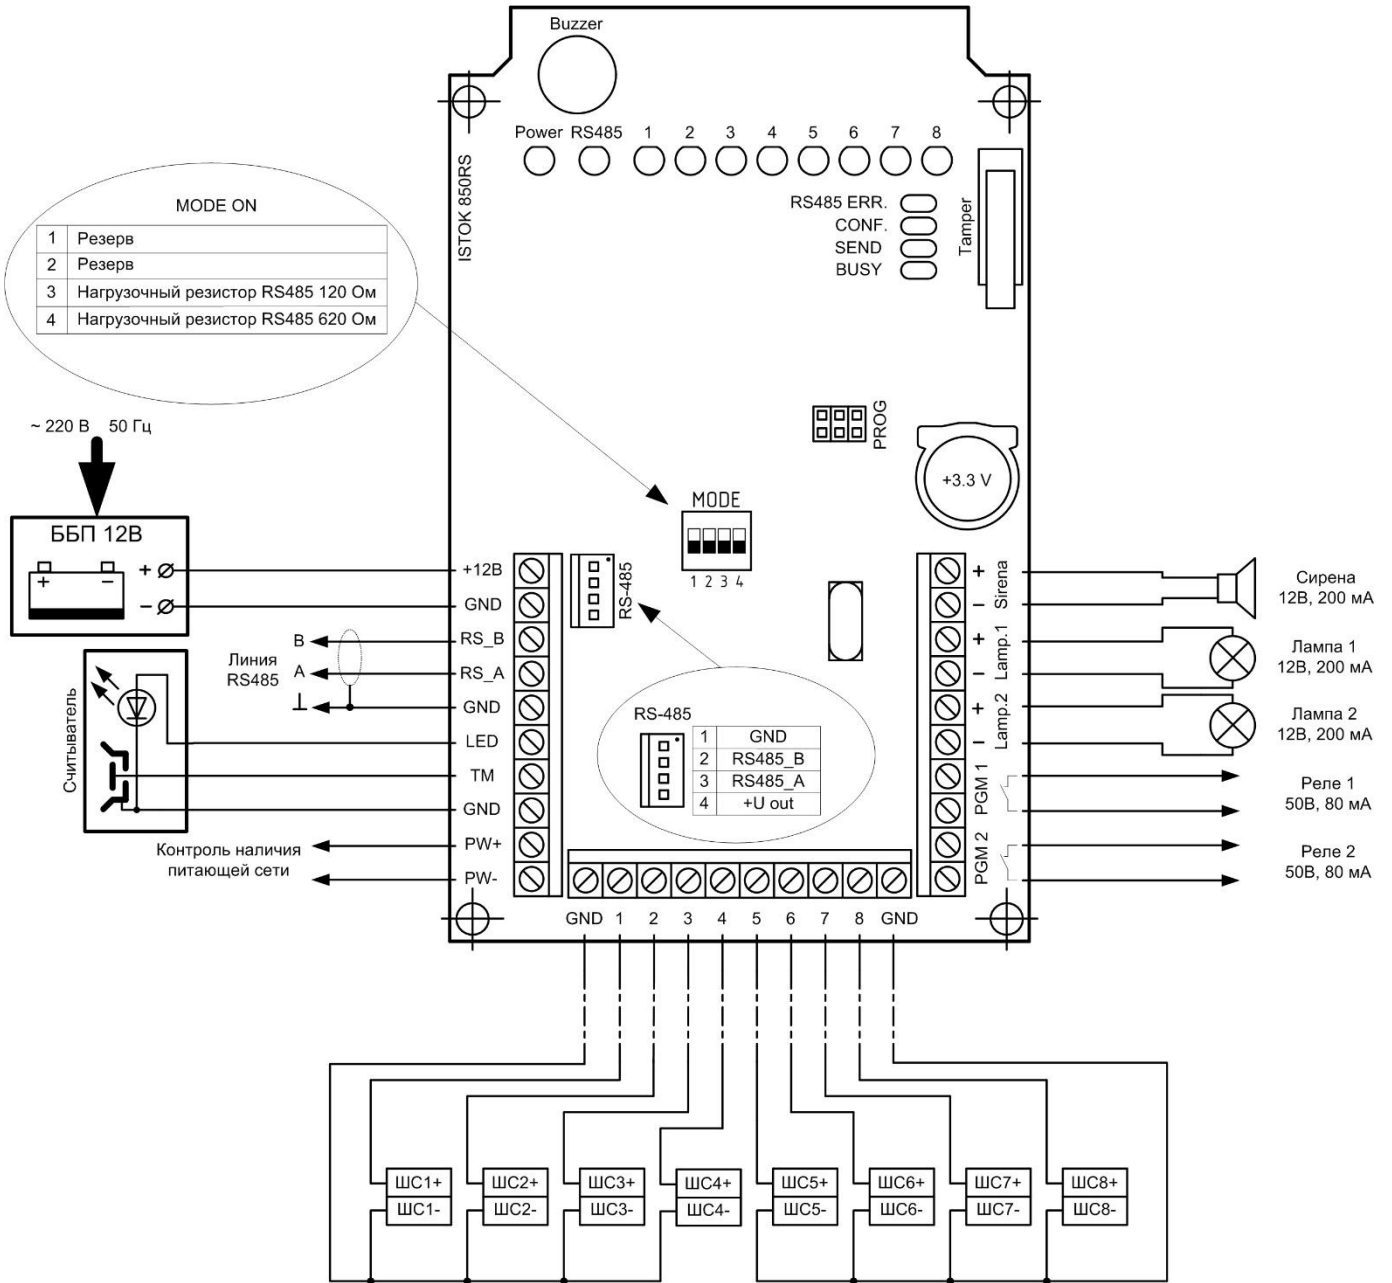 Buzzer
Power RS485 1 2 3 4 5 6 7 8
ISTOK 850RS
RS485 ERR.
CONF.
SEND
BUSY
Tamper
MODE ON
1 Резерв
2 Резерв
3 Нагрузочный резистор RS485 120 Ом
4 Нагрузочный резистор RS485 620 Ом
PROG
+3.3 V
MODE
1 2 3 4
~ 220 В 50 Гц
ББП 12В
+ −
+
−
+12В
GND
RS_B
RS_A
GND
LED
TM
GND
PW+
PW-
RS-485
В
А
Линия
RS485
⊥
Считыватель
Контроль наличия
питающей сети
RS-485
1 GND
2 RS485_B
3 RS485_A
4 +U out
+
−
Sirena
+
−
Lamp.1
+
−
Lamp.2
PGM 1
PGM 2
Сирена
12В, 200 мА
Лампа 1
12В, 200 мА
Лампа 2
12В, 200 мА
Реле 1
50В, 80 мА
Реле 2
50В, 80 мА
GND 1 2 3 4 5 6 7 8 GND
ШС1+ ШС2+ ШС3+ ШС4+ ШС5+ ШС6+ ШС7+ ШС8+
ШС1- ШС2- ШС3- ШС4- ШС5- ШС6- ШС7- ШС8-